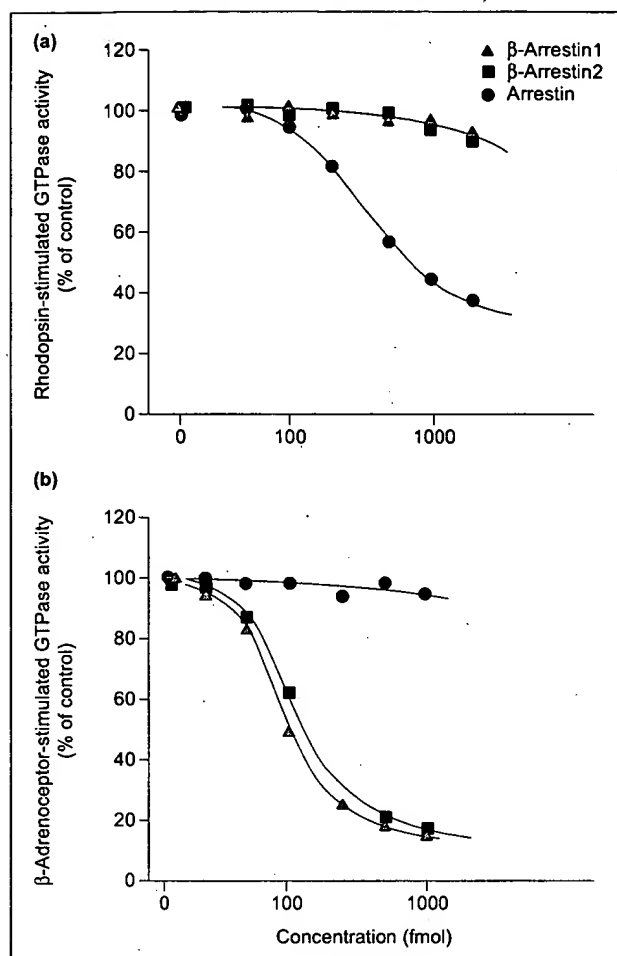 (a)
120
100
80
60
40
20
0
Rhodopsin-stimulated GTPase activity
(% of control)
β-Arrestin1
β-Arrestin2
Arrestin
0
100
1000
(b)
120
100
80
60
40
20
0
β-Adrenoceptor-stimulated GTPase activity
(% of control)
0
100
1000
Concentration (fmol)